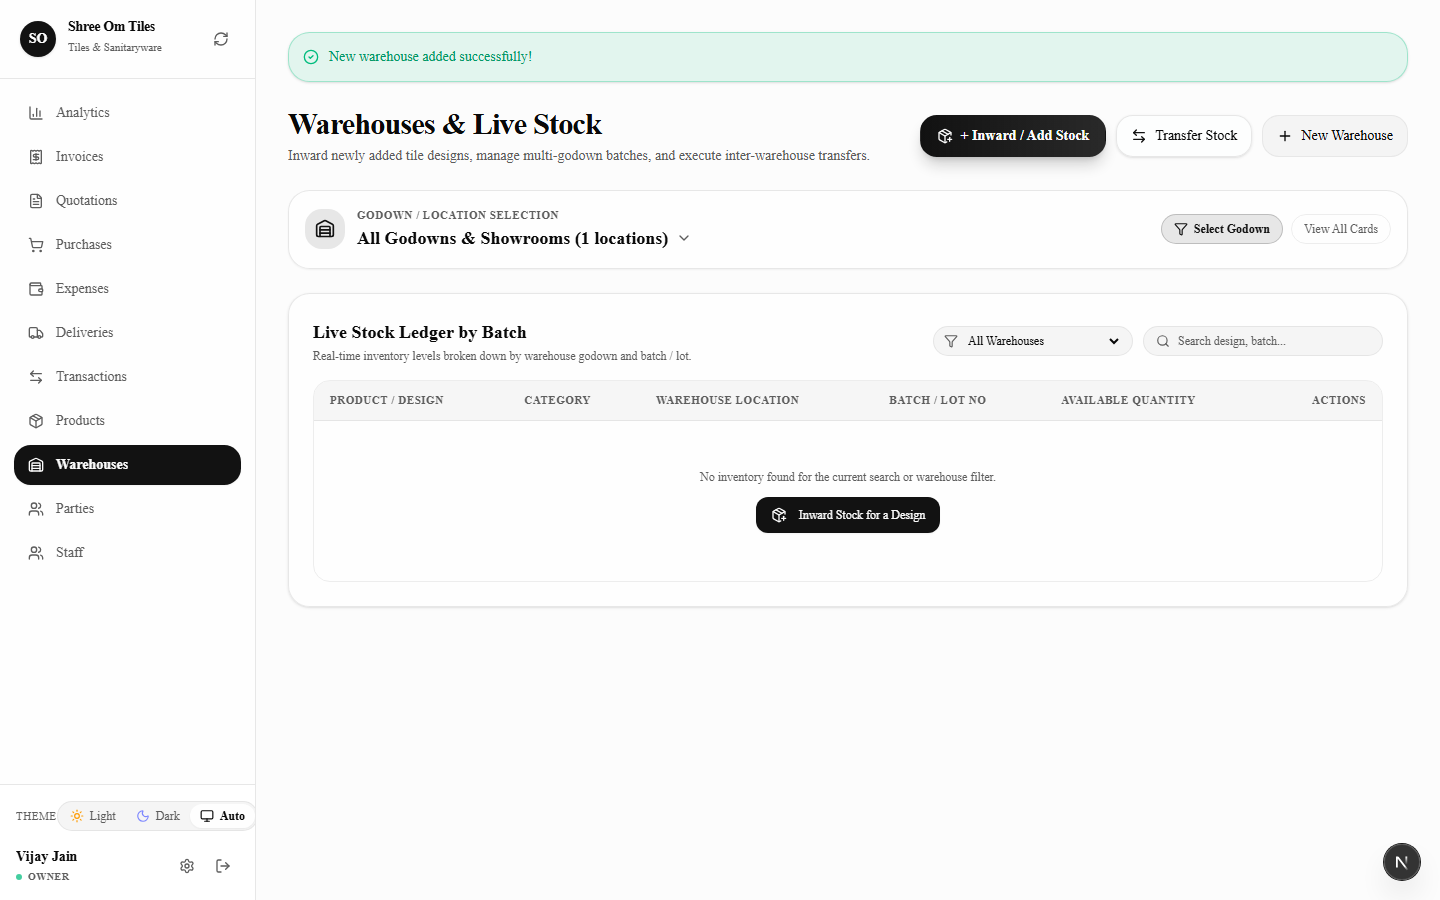 SO
Shree Om Tiles
Tiles & Sanitaryware
Analytics
Invoices
Quotations
Purchases
Expenses
Deliveries
Transactions
Products
Warehouses
Parties
Staff
THEME Light Dark Auto
Vijay Jain
OWNER
New warehouse added successfully!
Warehouses & Live Stock
Inward newly added tile designs, manage multi-godown batches, and execute inter-warehouse transfers.
+ Inward / Add Stock Transfer Stock New Warehouse
GODOWN / LOCATION SELECTION
All Godowns & Showrooms (1 locations)
Select Godown View All Cards
Live Stock Ledger by Batch
Real-time inventory levels broken down by warehouse godown and batch / lot.
All Warehouses Search design, batch...
PRODUCT / DESIGN CATEGORY WAREHOUSE LOCATION BATCH / LOT NO AVAILABLE QUANTITY ACTIONS
No inventory found for the current search or warehouse filter.
Inward Stock for a Design
N